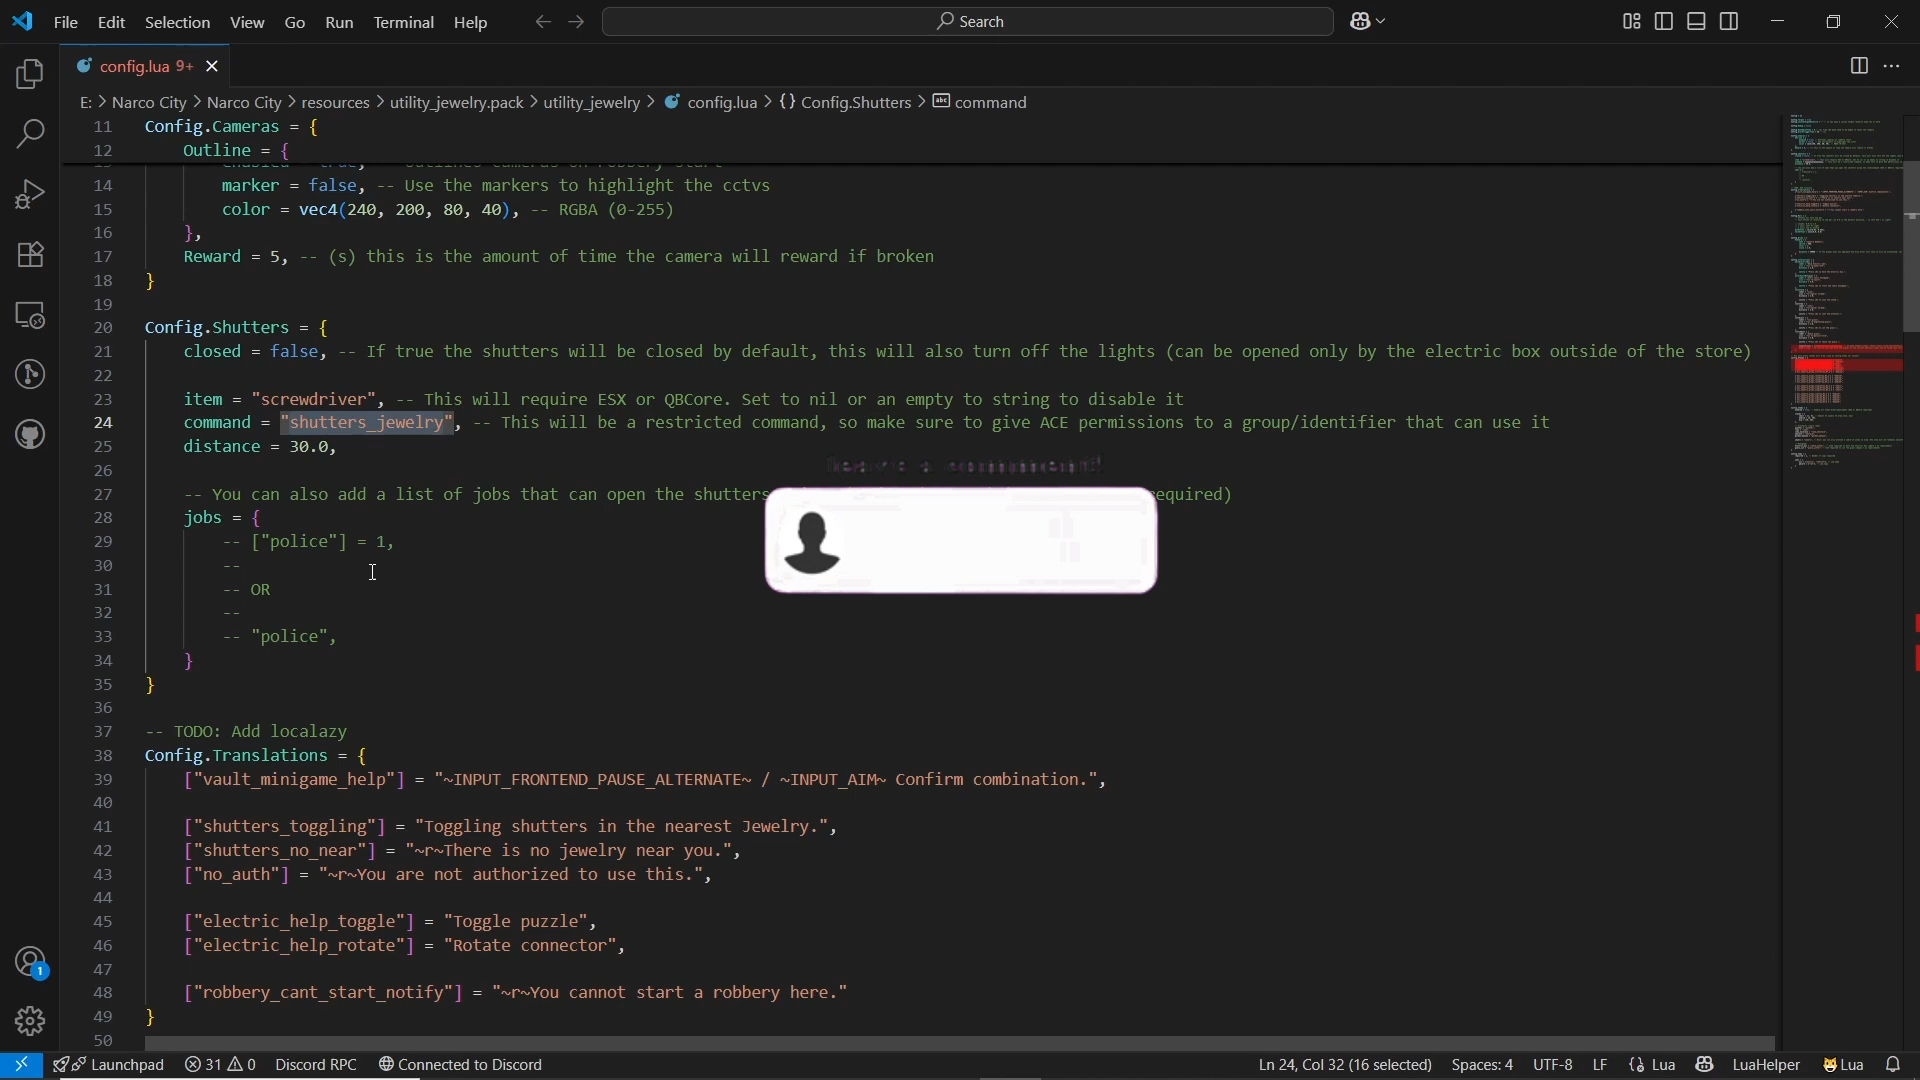 File Edit Selection View Go Run Terminal Help
Search
config.lua 9+
E: > Narco City > Narco City > resources > utility_jewelry.pack > utility_jewelry > config.lua > {} Config.Shutters > command
11 Config.Cameras = {
12 Outline = {
14 marker = false, -- Use the markers to highlight the cctvs
15 color = vec4(240, 200, 80, 40), -- RGBA (0-255)
16 },
17 Reward = 5, -- (s) this is the amount of time the camera will reward if broken
18 }
19
20 Config.Shutters = {
21 closed = false, -- If true the shutters will be closed by default, this will also turn off the lights (can be opened only by the electric box outside of the store)
22
23 item = "screwdriver", -- This will require ESX or QBCore. Set to nil or an empty to string to disable it
24 command = "shutters_jewelry", -- This will be a restricted command, so make sure to give ACE permissions to a group/identifier that can use it
25 distance = 30.0,
leave a comment!
26
27 -- You can also add a list of jobs that can open the shutters equired)
28 jobs = {
29 -- ["police"] = 1,
30 --
31 -- OR
32 --
33 -- "police",
34 }
35 }
36
37 -- TODO: Add localazy
38 Config.Translations = {
39 ["vault_minigame_help"] = "~INPUT_FRONTEND_PAUSE_ALTERNATE~ / ~INPUT_AIM~ Confirm combination.",
40
41 ["shutters_toggling"] = "Toggling shutters in the nearest Jewelry.",
42 ["shutters_no_near"] = "~r~There is no jewelry near you.",
43 ["no_auth"] = "~r~You are not authorized to use this.",
44
45 ["electric_help_toggle"] = "Toggle puzzle",
46 ["electric_help_rotate"] = "Rotate connector",
47
48 ["robbery_cant_start_notify"] = "~r~You cannot start a robbery here."
49 }
50
1
Launchpad 31 0 Discord RPC Connected to Discord Ln 24, Col 32 (16 selected) Spaces: 4 UTF-8 LF {} Lua LuaHelper Lua